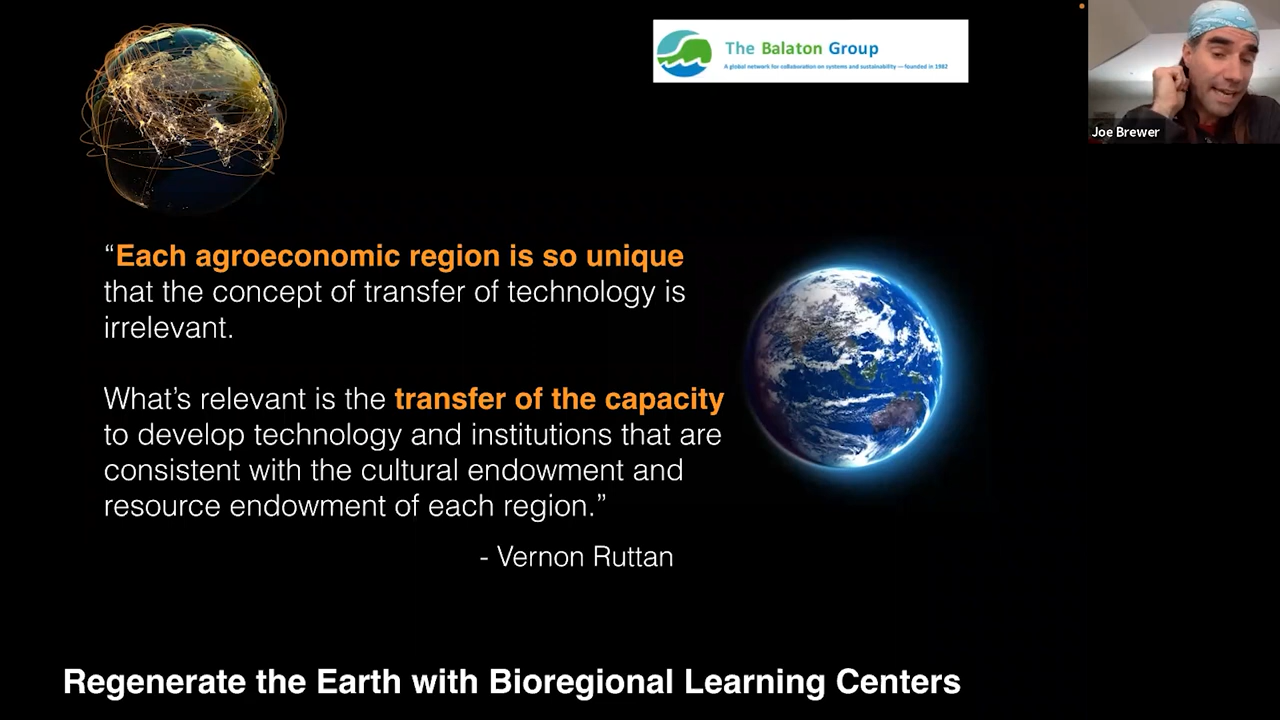 The Balaton Group
A global network for collaboration on systems and sustainability — founded in 1982
Joe Brewer
“Each agroeconomic region is so unique
that the concept of transfer of technology is
irrelevant.
What’s relevant is the transfer of the capacity
to develop technology and institutions that are
consistent with the cultural endowment and
resource endowment of each region.”
- Vernon Ruttan
Regenerate the Earth with Bioregional Learning Centers